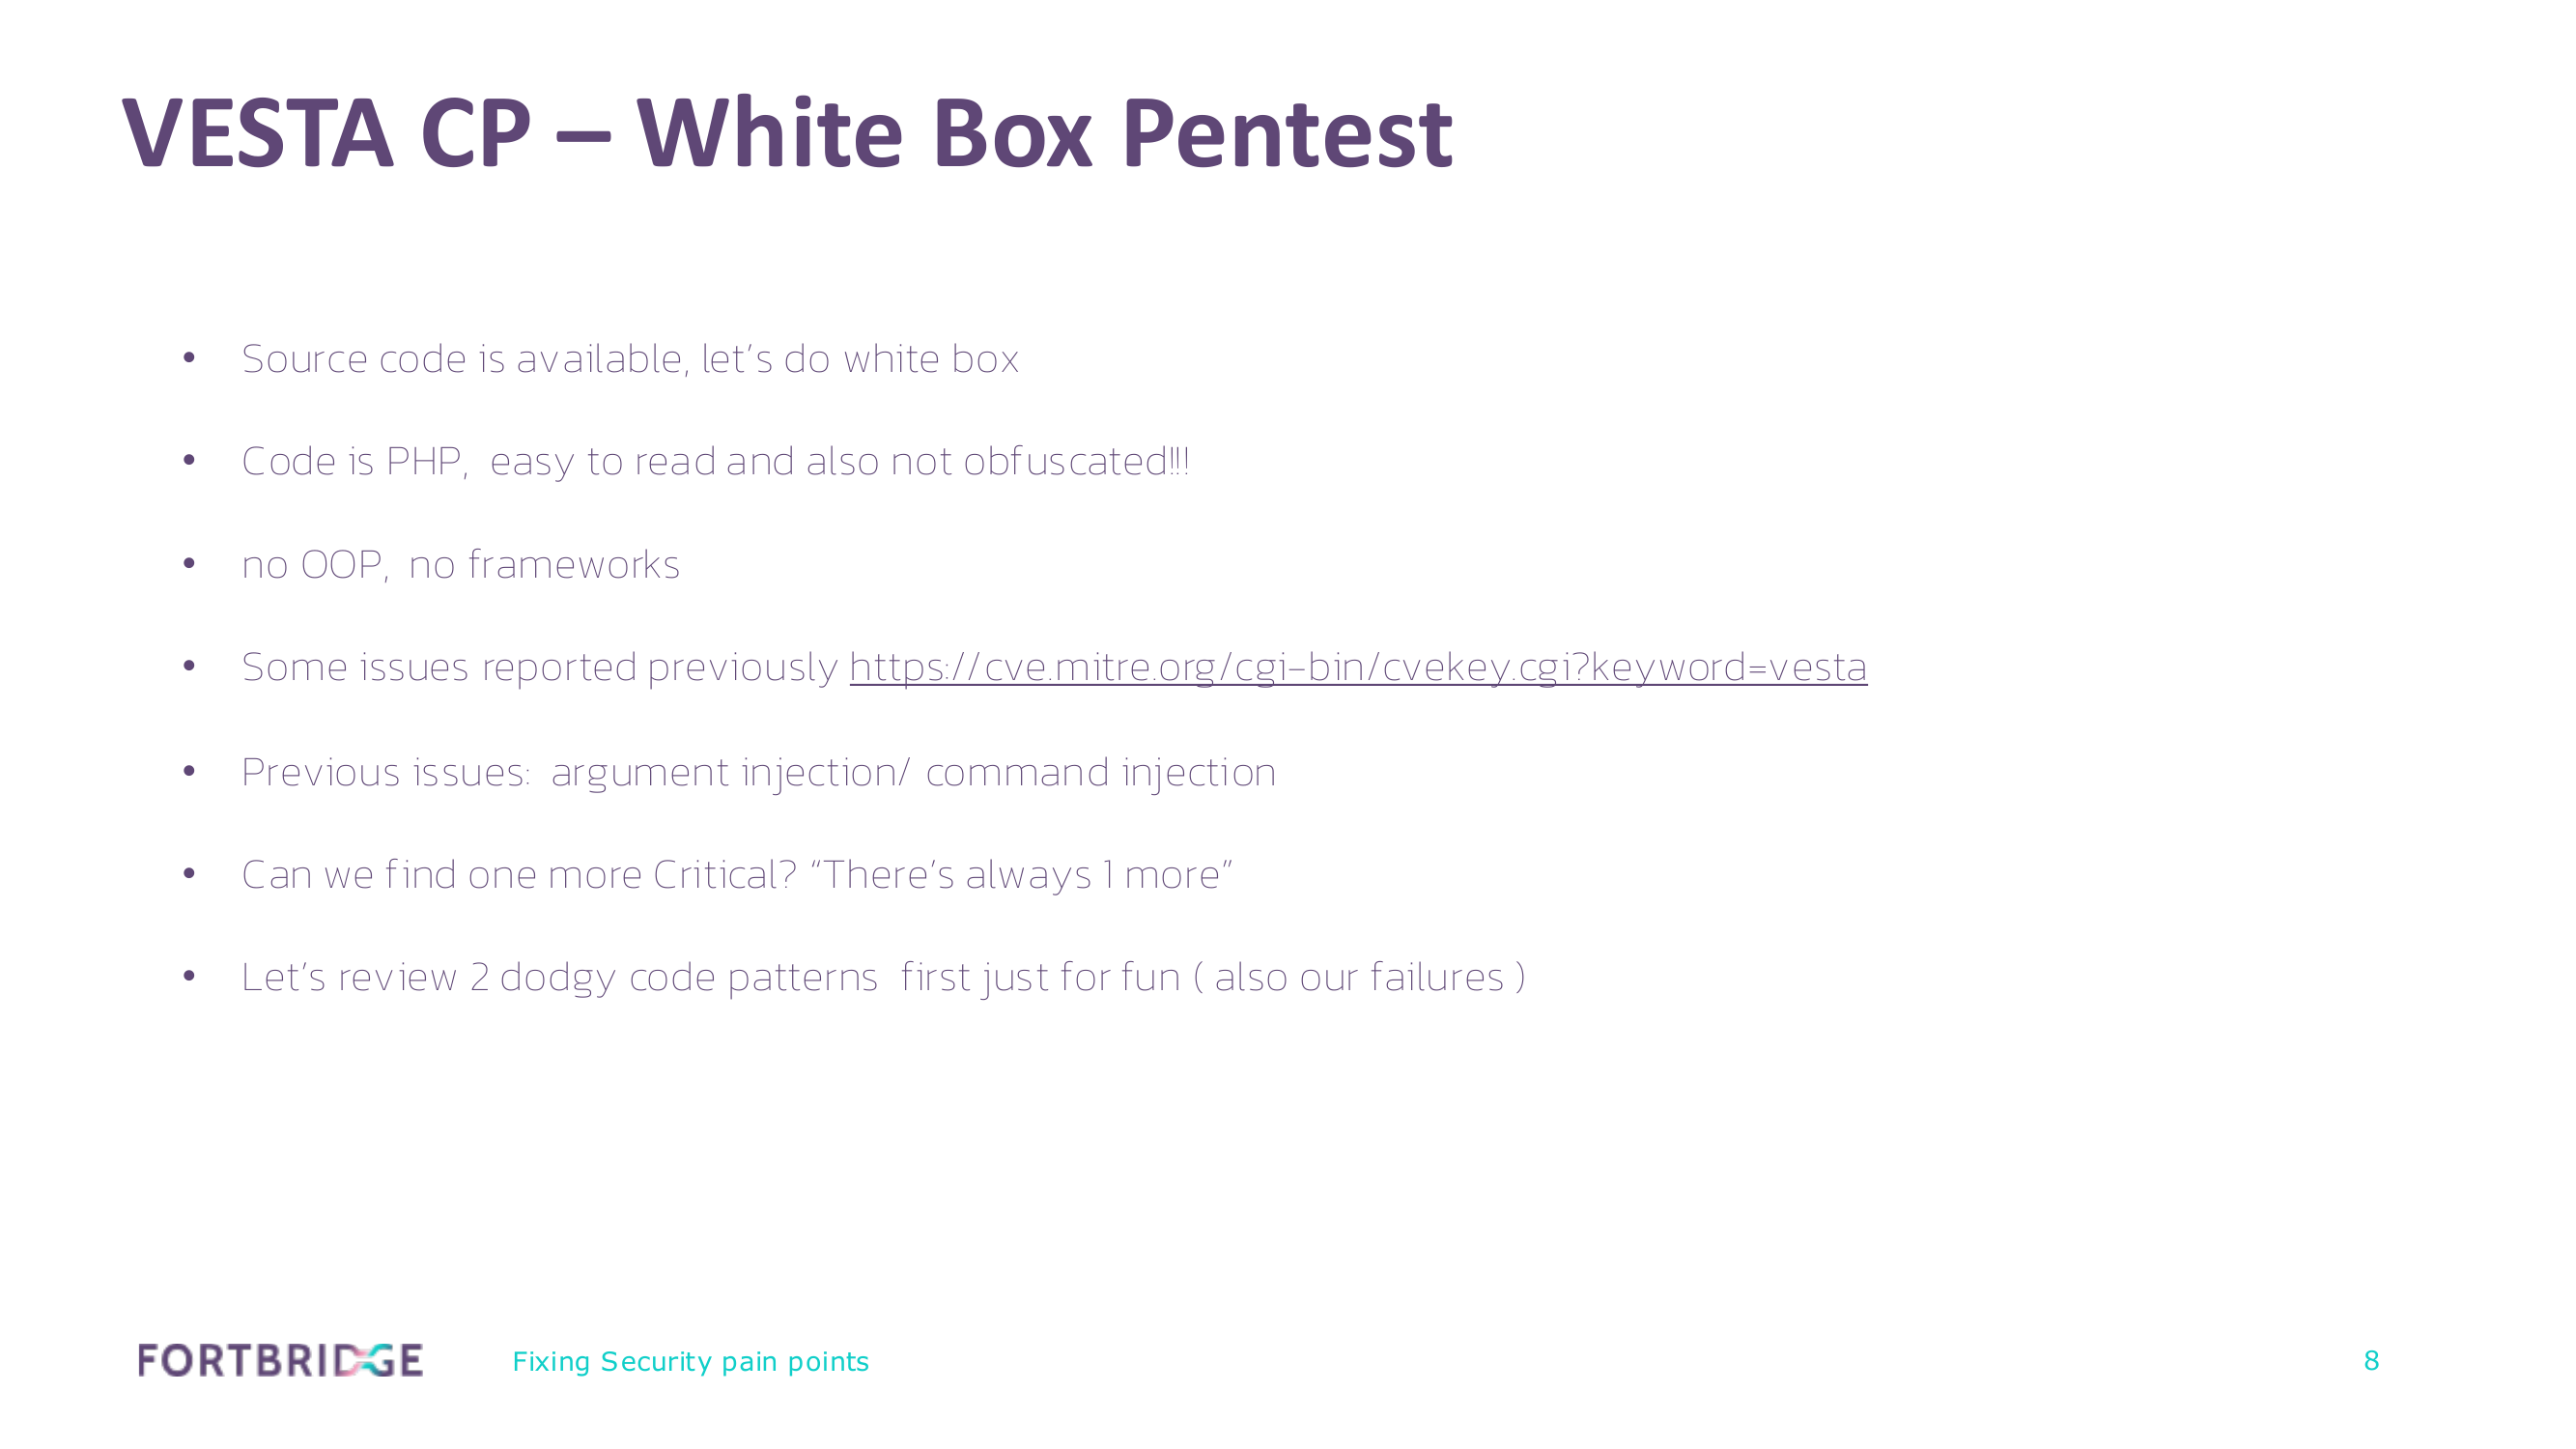 VESTA CP – White Box Pentest
• Source code is available, let’s do white box
• Code is PHP, easy to read and also not obfuscated!!!
• no OOP, no frameworks
• Some issues reported previously https://cve.mitre.org/cgi-bin/cvekey.cgi?keyword=vesta
• Previous issues: argument injection/ command injection
• Can we find one more Critical? “There’s always 1 more”
• Let’s review 2 dodgy code patterns first just for fun ( also our failures )
FORTBRIDGE
Fixing Security pain points
8